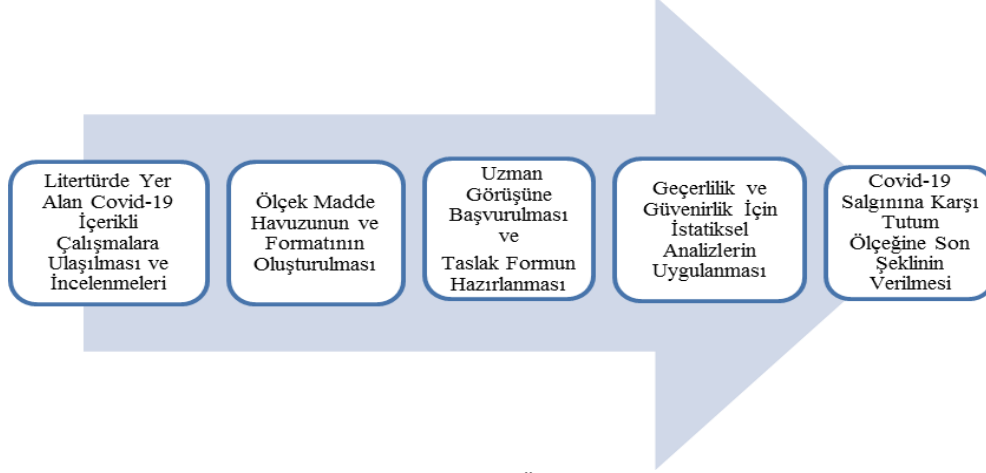 Litertürde Yer
Alan Covid-19
İçerikli
Çalışmalara
Ulaşılması ve
İncelenmeleri
Ölçek Madde
Havuzunun ve
Formatının
Oluşturulması
Uzman
Görüşüne
Başvurulması
ve
Taslak Formun
Hazırlanması
Geçerlilik ve
Güvenirlik İçin
İstatiksel
Analizlerin
Uygulanması
Covid-19
Salgınına Karşı
Tutum
Ölçeğine Son
Şeklinin
Verilmesi